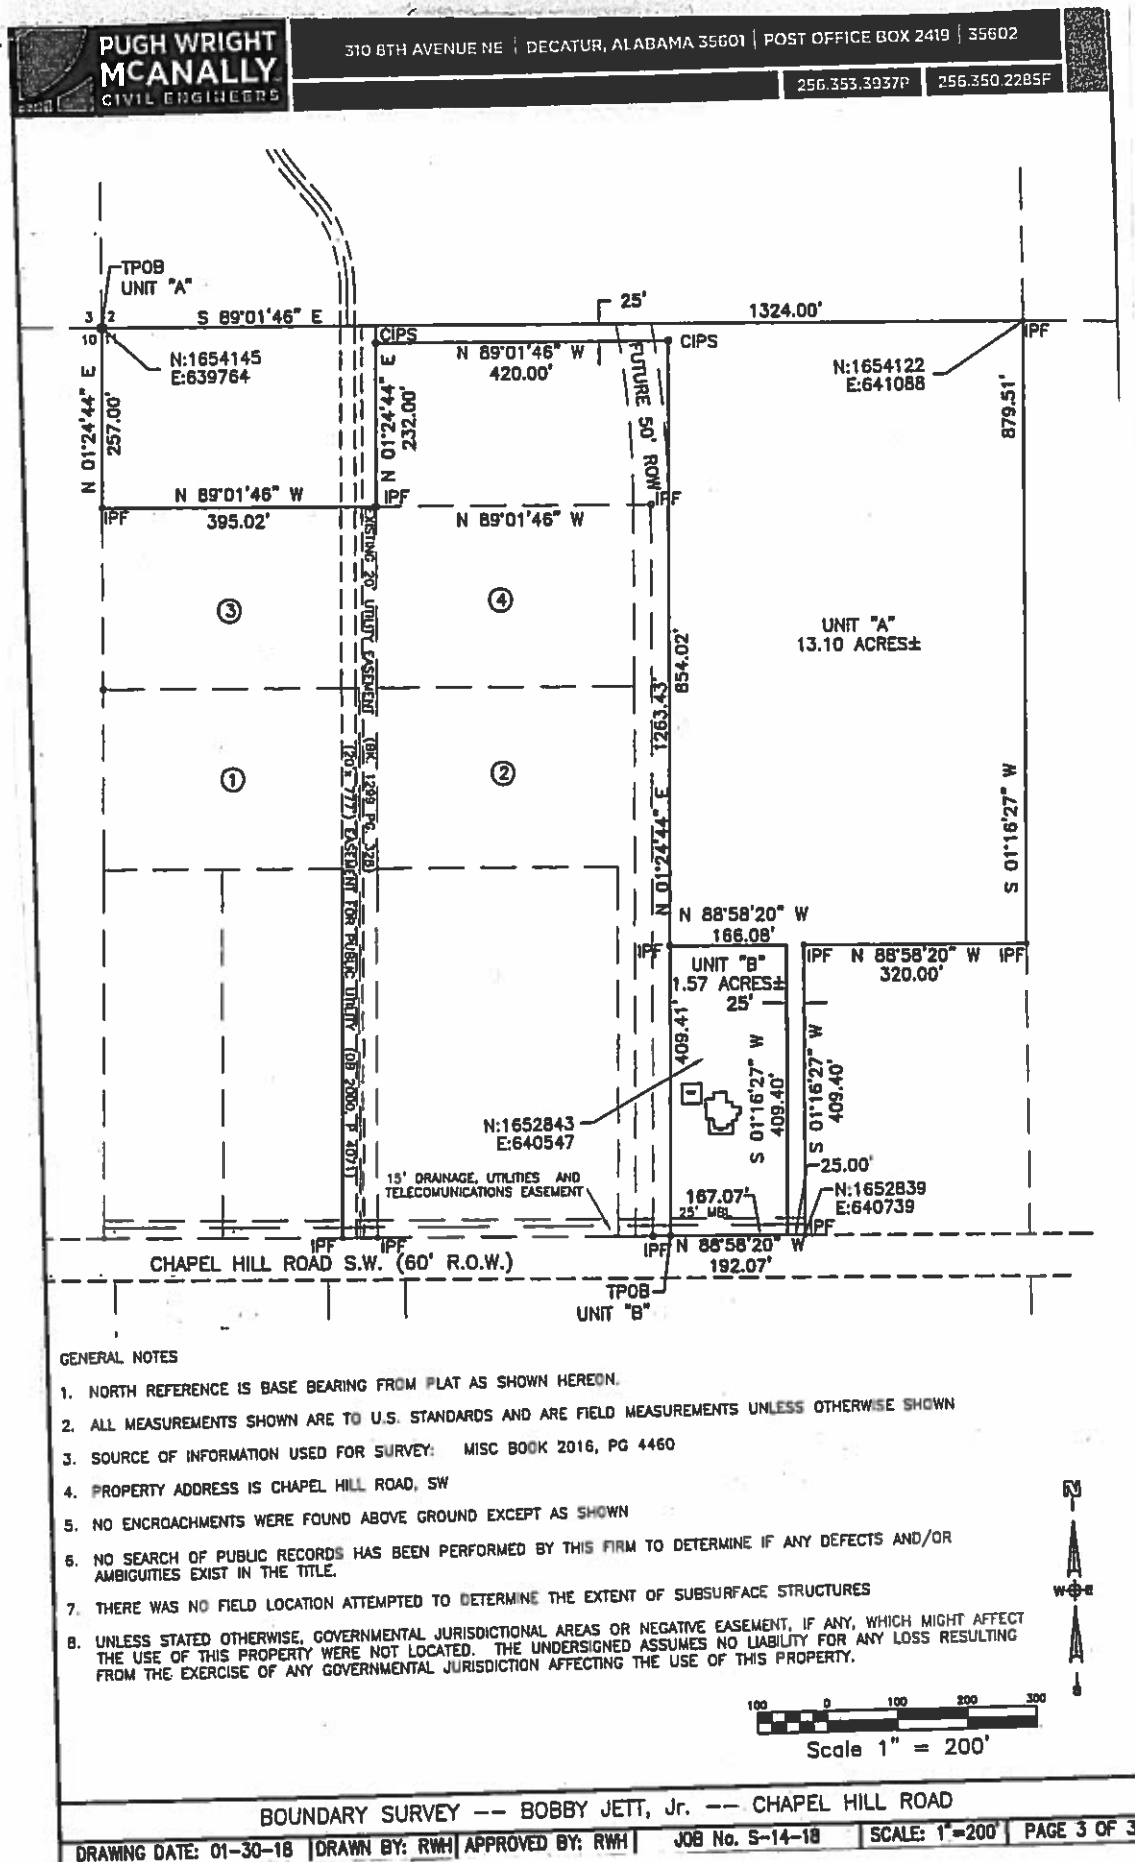 PUGH WRIGHT
MCANALLY
CIVIL ENGINEERS
310 8TH AVENUE NE | DECATUR, ALABAMA 35601 | POST OFFICE BOX 2419 | 35602
256.353.3937P
256.350.2285F
TPOB
UNIT "A"
3 2
10 11
S 89°01'46" E
25'
1324.00'
IPF
N:1654145
E:639764
CIPS
N 89°01'46" W
420.00'
CIPS
N:1654122
E:641088
N 01°24'44" E
257.00'
N 01°24'44" E
232.00'
FUTURE 50' ROW
879.51'
N 89°01'46" W
395.02'
IPF
IPF
N 89°01'46" W
IPF
EXISTING 20' UTILITY EASEMENT (BK. 1299 PG. 328)
(20'x 777') EASEMENT FOR PUBLIC UTILITY (DB 2000, P 4071)
3
4
UNIT "A"
13.10 ACRES±
854.02'
N 01°24'44" E 1263.43'
1
2
S 01°16'27" W
N 88°58'20" W
166.08'
IPF
UNIT "B"
1.57 ACRES±
25'
IPF N 88°58'20" W IPF
320.00'
409.41'
S 01°16'27" W
409.40'
S 01°16'27" W
409.40'
N:1652843
E:640547
15' DRAINAGE, UTILITIES AND
TELECOMUNICATIONS EASEMENT
25.00'
N:1652839
E:640739
167.07'
25' MBL
IPF
IPF
IPF
IPF
N 88°58'20" W
192.07'
CHAPEL HILL ROAD S.W. (60' R.O.W.)
TPOB
UNIT "B"
GENERAL NOTES
1. NORTH REFERENCE IS BASE BEARING FROM PLAT AS SHOWN HEREON.
2. ALL MEASUREMENTS SHOWN ARE TO U.S. STANDARDS AND ARE FIELD MEASUREMENTS UNLESS OTHERWISE SHOWN
3. SOURCE OF INFORMATION USED FOR SURVEY: MISC BOOK 2016, PG 4460
4. PROPERTY ADDRESS IS CHAPEL HILL ROAD, SW
5. NO ENCROACHMENTS WERE FOUND ABOVE GROUND EXCEPT AS SHOWN
6. NO SEARCH OF PUBLIC RECORDS HAS BEEN PERFORMED BY THIS FIRM TO DETERMINE IF ANY DEFECTS AND/OR
AMBIGUITIES EXIST IN THE TITLE.
7. THERE WAS NO FIELD LOCATION ATTEMPTED TO DETERMINE THE EXTENT OF SUBSURFACE STRUCTURES
8. UNLESS STATED OTHERWISE, GOVERNMENTAL JURISDICTIONAL AREAS OR NEGATIVE EASEMENT, IF ANY, WHICH MIGHT AFFECT
THE USE OF THIS PROPERTY WERE NOT LOCATED. THE UNDERSIGNED ASSUMES NO LIABILITY FOR ANY LOSS RESULTING
FROM THE EXERCISE OF ANY GOVERNMENTAL JURISDICTION AFFECTING THE USE OF THIS PROPERTY.
N
W E
S
100 0 100 200 300
Scale 1" = 200'
BOUNDARY SURVEY -- BOBBY JETT, Jr. -- CHAPEL HILL ROAD
DRAWING DATE: 01-30-18 DRAWN BY: RWH APPROVED BY: RWH JOB No. S-14-18 SCALE: 1"=200' PAGE 3 OF 3